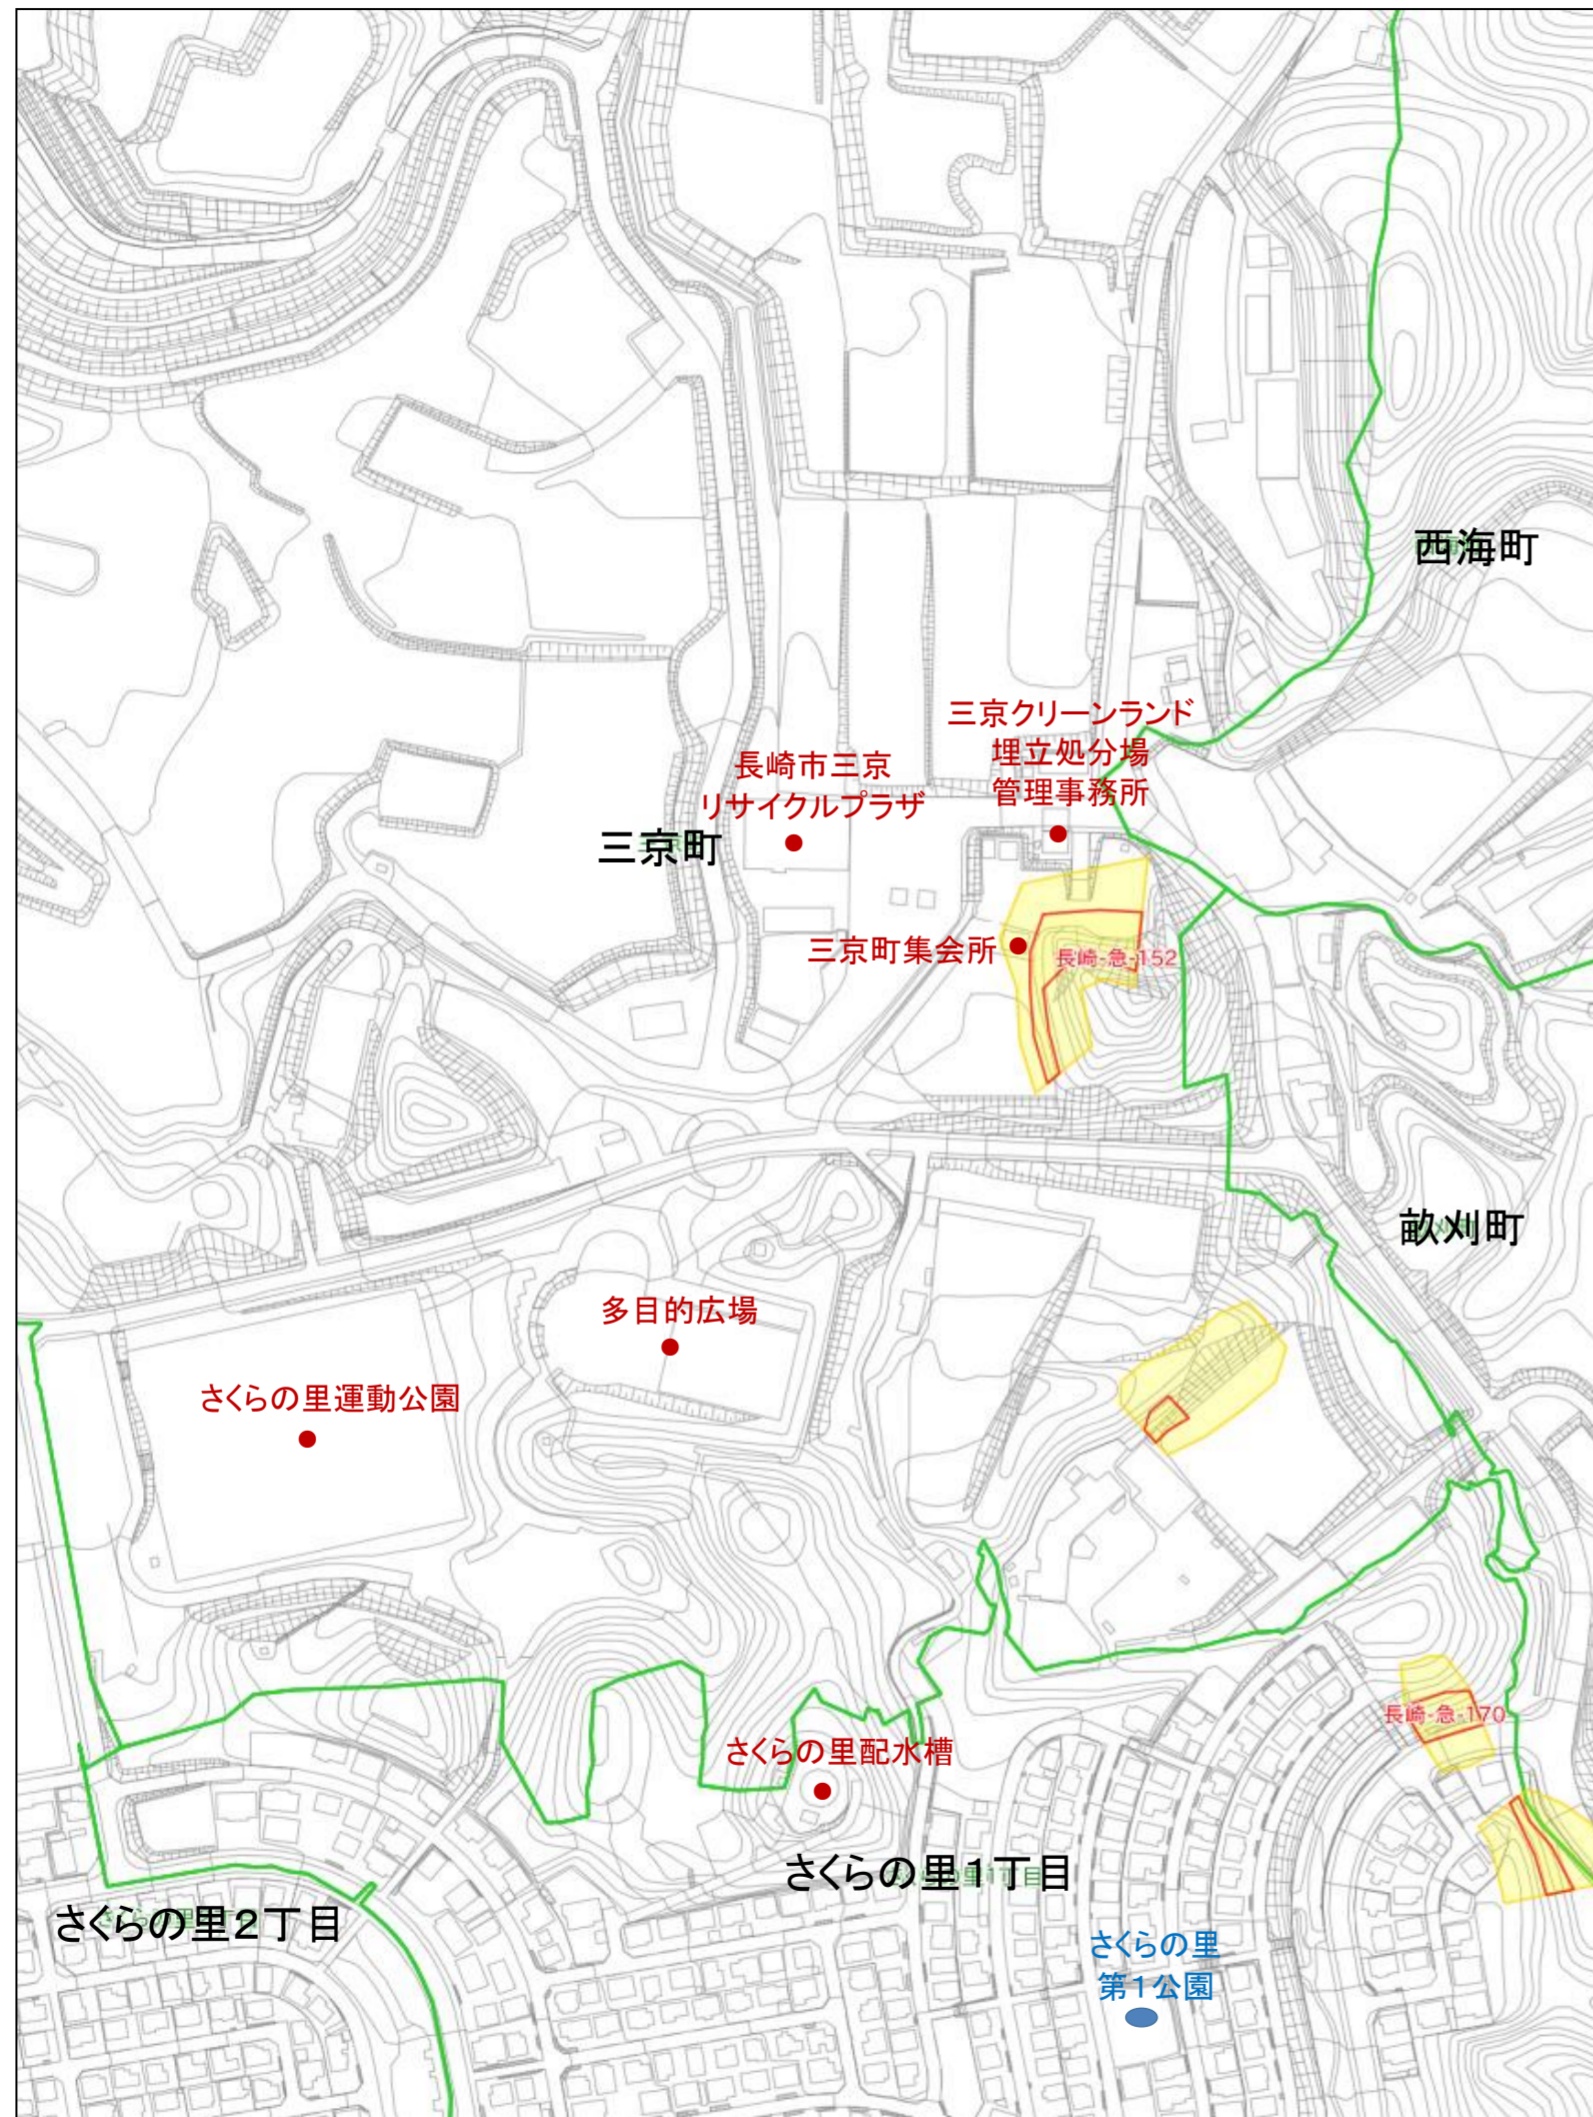 西海町
三京クリーンランド
埋立処分場
管理事務所
長崎市三京
リサイクルプラザ
三京町
三京町集会所
長崎-急-152
畝刈町
多目的広場
さくらの里運動公園
長崎-急-170
さくらの里配水槽
さくらの里1丁目
さくらの里2丁目
さくらの里
第1公園